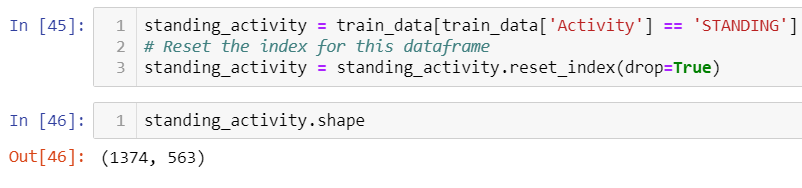 In [45]: 1 standing_activity = train_data[train_data['Activity'] == 'STANDING']
2 # Reset the index for this dataframe
3 standing_activity = standing_activity.reset_index(drop=True)
In [46]: 1 standing_activity.shape
Out[46]: (1374, 563)